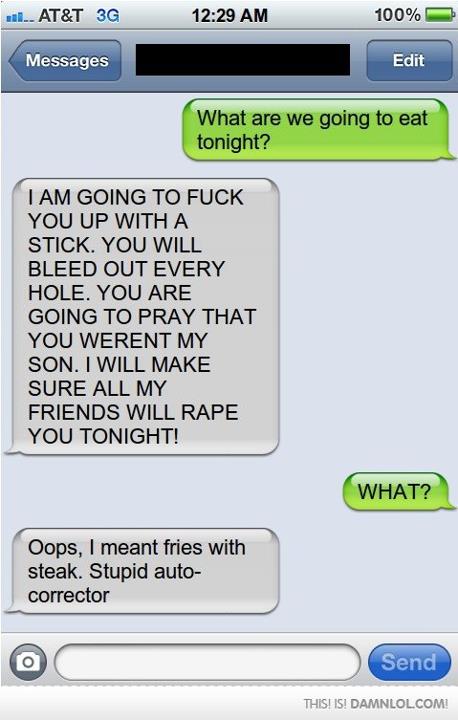 AT&T 3G 12:29 AM 100%
Messages Edit
What are we going to eat
tonight?
I AM GOING TO FUCK
YOU UP WITH A
STICK. YOU WILL
BLEED OUT EVERY
HOLE. YOU ARE
GOING TO PRAY THAT
YOU WERENT MY
SON. I WILL MAKE
SURE ALL MY
FRIENDS WILL RAPE
YOU TONIGHT!
WHAT?
Oops, I meant fries with
steak. Stupid auto-
corrector
Send
THIS! IS! DAMNLOL.COM!